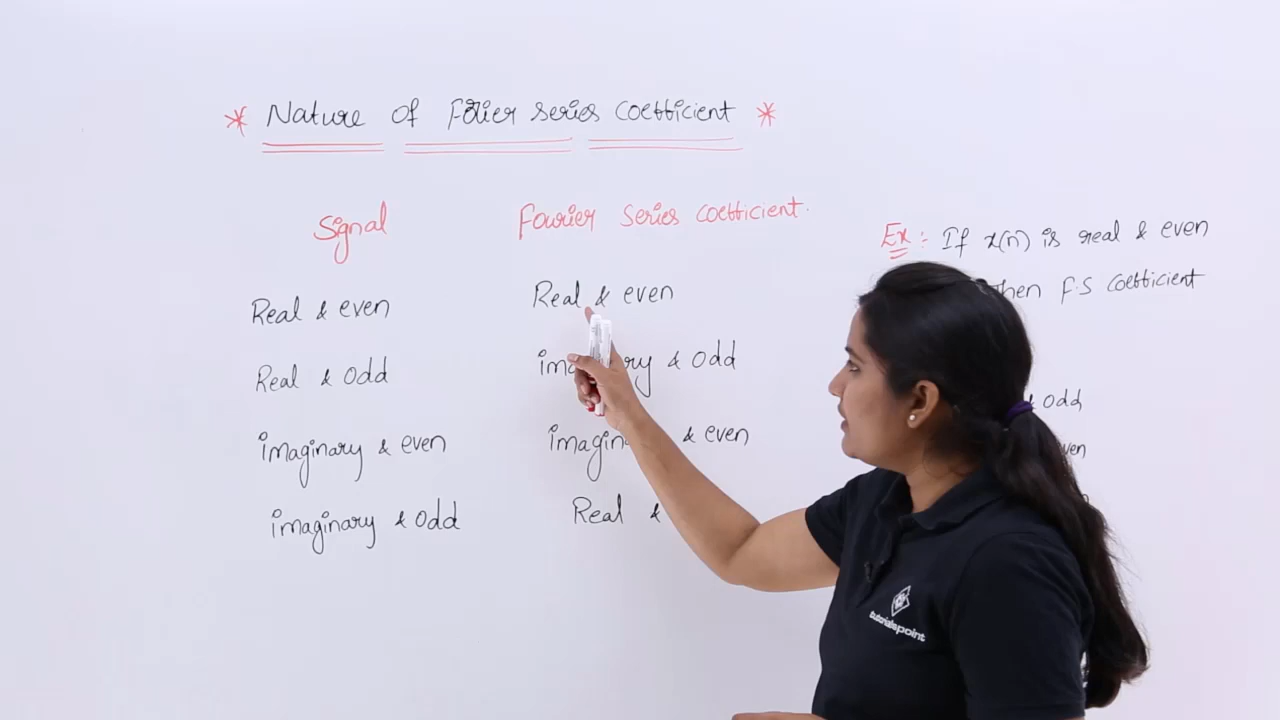 * Nature of Fourier series coefficient *
Signal Fourier Series Coefficient.
Real & even Real & even
Real & odd imaginary & odd
imaginary & even & even
imaginary & odd Real &
Ex : If x(n) is real & even
then F.S coefficient
odd,
tutorialspoint